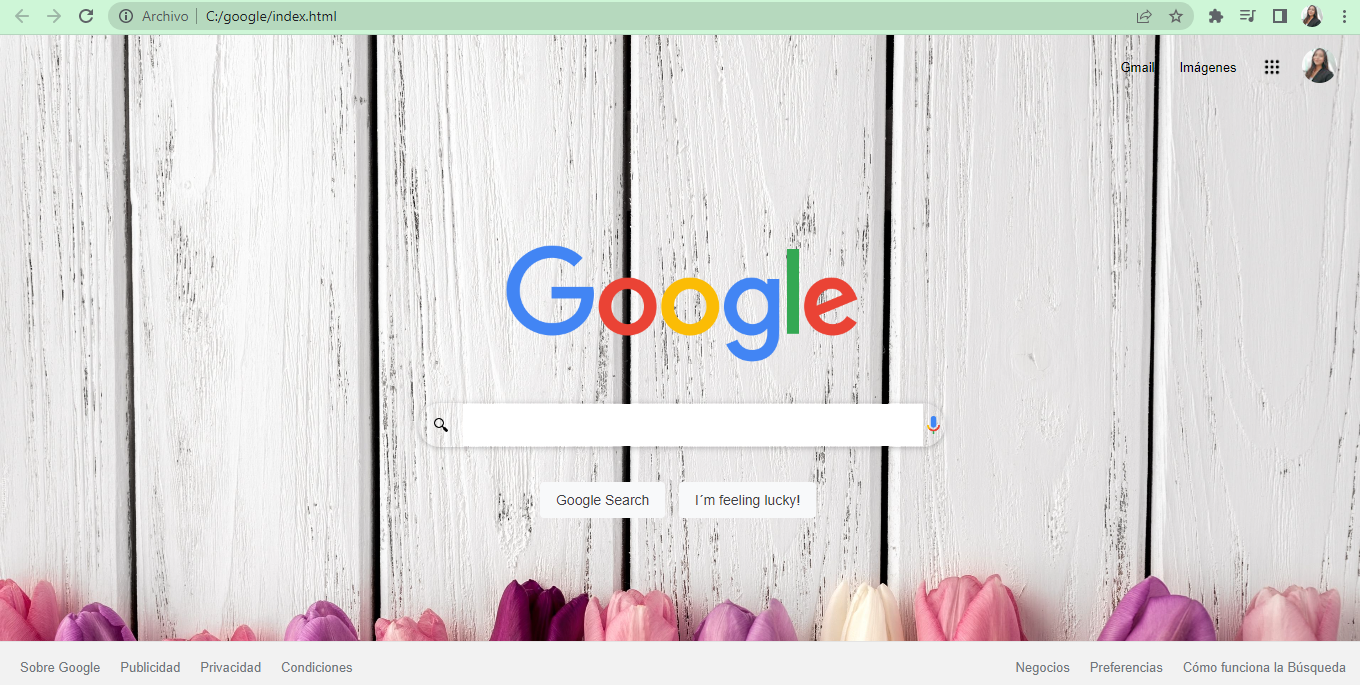 Archivo C:/google/index.html
Gmail Imágenes
Google
Google Search I´m feeling lucky!
Sobre Google Publicidad Privacidad Condiciones Negocios Preferencias Cómo funciona la Búsqueda